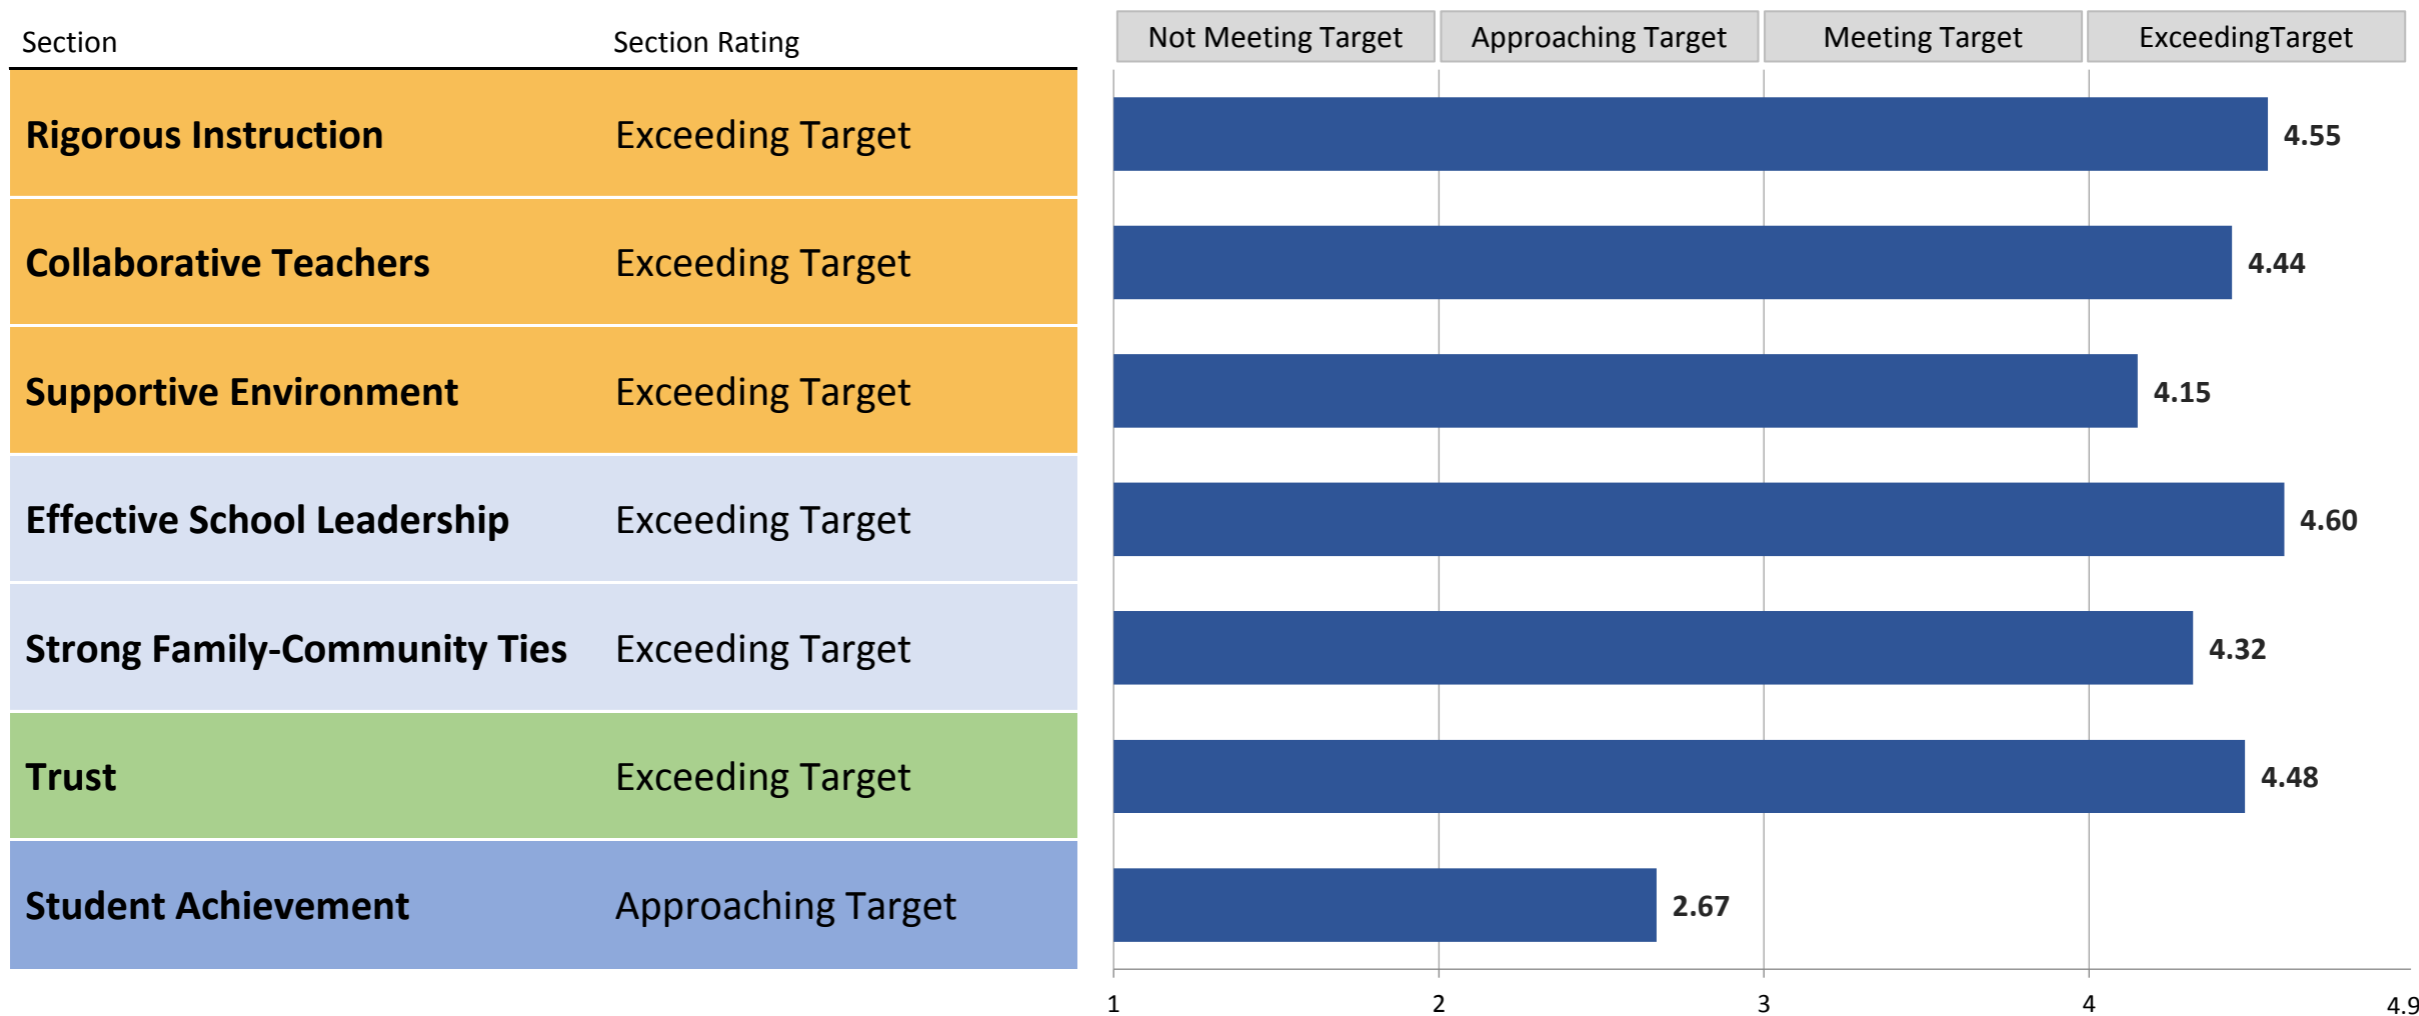 Section Section Rating Not Meeting Target Approaching Target Meeting Target ExceedingTarget
Rigorous Instruction Exceeding Target 4.55
Collaborative Teachers Exceeding Target 4.44
Supportive Environment Exceeding Target 4.15
Effective School Leadership Exceeding Target 4.60
Strong Family-Community Ties Exceeding Target 4.32
Trust Exceeding Target 4.48
Student Achievement Approaching Target 2.67
1 2 3 4 4.9